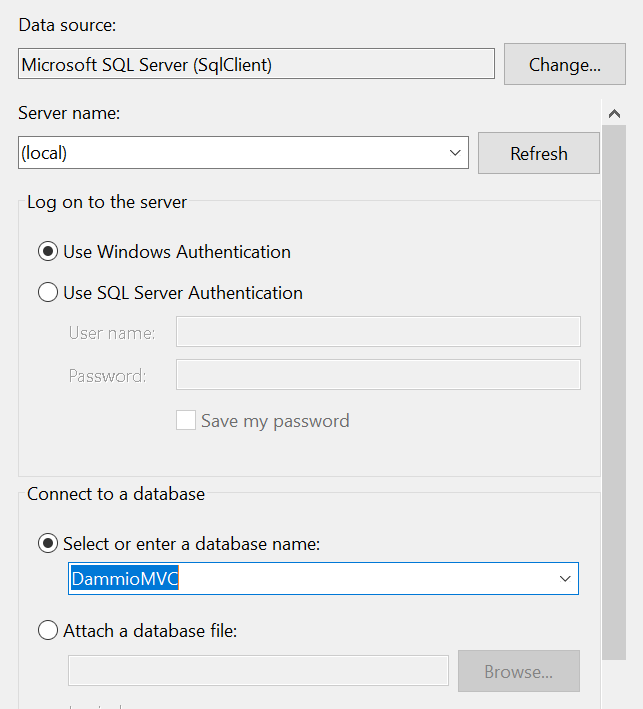 Data source:
Microsoft SQL Server (SqlClient)
Change...
Server name:
(local)
Refresh
Log on to the server
Use Windows Authentication
Use SQL Server Authentication
User name:
Password:
Save my password
Connect to a database
Select or enter a database name:
DammioMVC
Attach a database file:
Browse...